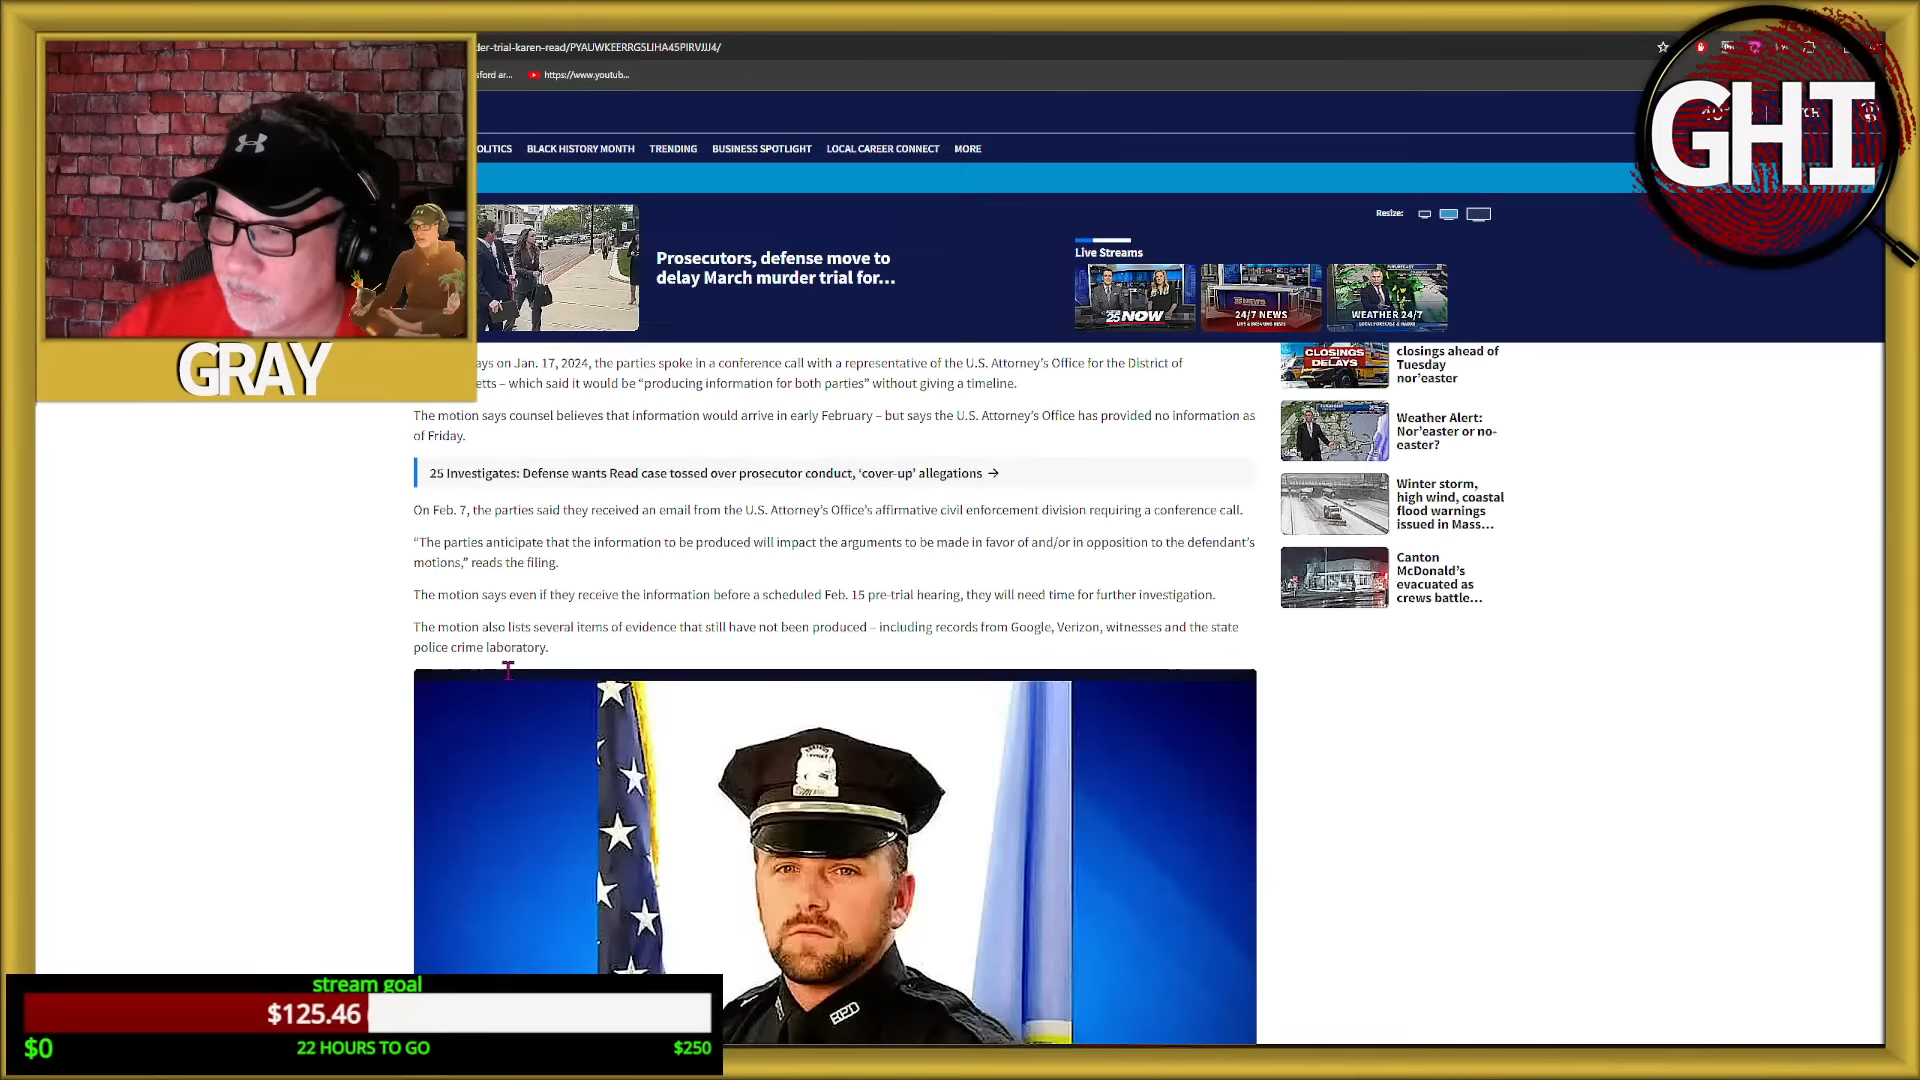 der-trial-karen-read/PYAUWKEERRG5LIHA45PIRVJJJ4/
sford ar...
https://www.youtub...
GHI
OLITICS
BLACK HISTORY MONTH
TRENDING
BUSINESS SPOTLIGHT
LOCAL CAREER CONNECT
MORE
Resize:
Prosecutors, defense move to
delay March murder trial for...
Live Streams
25 NOW
24/7 NEWS
WEATHER 24/7
GRAY
ays on Jan. 17, 2024, the parties spoke in a conference call with a representative of the U.S. Attorney's Office for the District of
etts – which said it would be “producing information for both parties” without giving a timeline.
The motion says counsel believes that information would arrive in early February – but says the U.S. Attorney's Office has provided no information as
of Friday.
25 Investigates: Defense wants Read case tossed over prosecutor conduct, ‘cover-up’ allegations →
On Feb. 7, the parties said they received an email from the U.S. Attorney's Office's affirmative civil enforcement division requiring a conference call.
“The parties anticipate that the information to be produced will impact the arguments to be made in favor of and/or in opposition to the defendant's
motions,” reads the filing.
The motion says even if they receive the information before a scheduled Feb. 15 pre-trial hearing, they will need time for further investigation.
The motion also lists several items of evidence that still have not been produced – including records from Google, Verizon, witnesses and the state
police crime laboratory.
CLOSINGS
DELAYS
closings ahead of
Tuesday
nor'easter
Weather Alert:
Nor'easter or no-
easter?
Winter storm,
high wind, coastal
flood warnings
issued in Mass...
Canton
McDonald's
evacuated as
crews battle...
BPD
stream goal
$125.46
$0
22 HOURS TO GO
$250